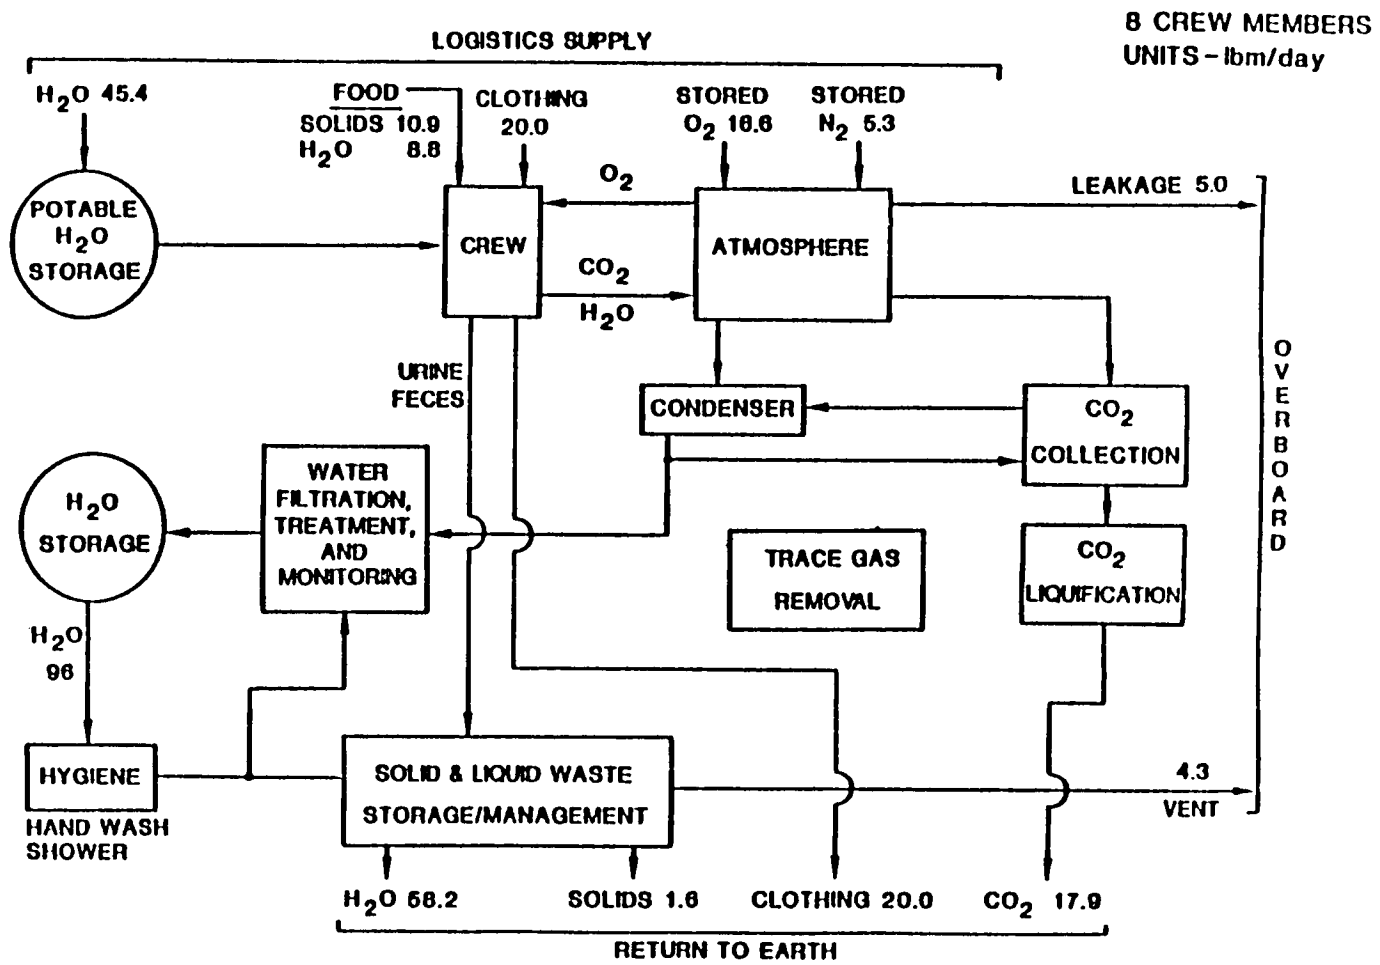 8 CREW MEMBERS
UNITS - lbm/day
LOGISTICS SUPPLY
H2O 45.4
FOOD
SOLIDS 10.9
H2O 8.8
CLOTHING
20.0
STORED
O2 16.6
STORED
N2 5.3
POTABLE
H2O
STORAGE
CREW
O2
CO2
H2O
ATMOSPHERE
LEAKAGE 5.0
OVERBOARD
URINE
FECES
CONDENSER
CO2
COLLECTION
WATER
FILTRATION,
TREATMENT,
AND
MONITORING
H2O
STORAGE
TRACE GAS
REMOVAL
CO2
LIQUIFICATION
H2O
96
HYGIENE
HAND WASH
SHOWER
SOLID & LIQUID WASTE
STORAGE/MANAGEMENT
4.3
VENT
H2O 58.2
SOLIDS 1.6
CLOTHING 20.0
CO2 17.9
RETURN TO EARTH